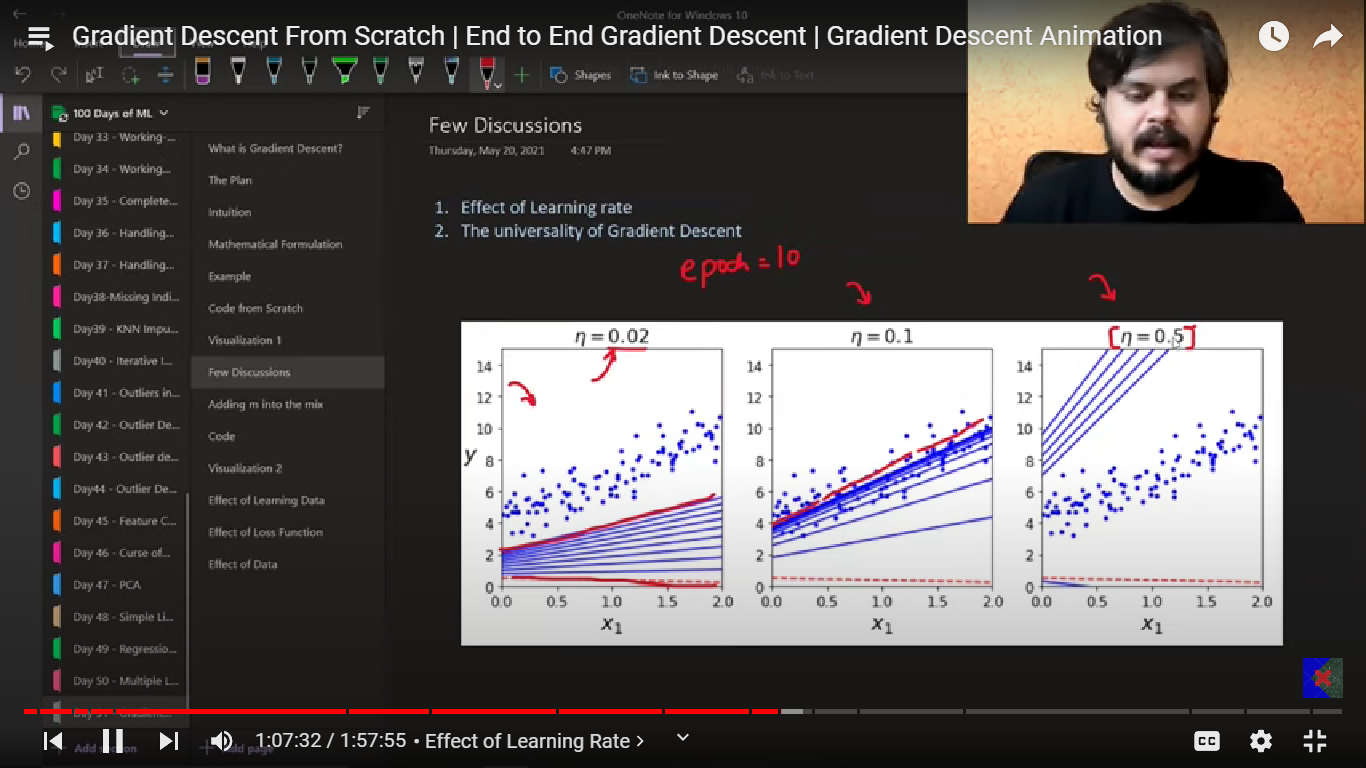 OneNote for Windows 10
Gradient Descent From Scratch | End to End Gradient Descent | Gradient Descent Animation
Shapes
Ink to Shape
Ink to Text
100 Days of ML
Day 33 - Working-...
Day 34 - Working...
Day 35 - Complete...
Day 36 - Handling...
Day 37 - Handling...
Day38-Missing Indi...
Day39 - KNN Impu...
Day40 - Iterative I...
Day 41 - Outliers in...
Day 42 - Outlier De...
Day 43 - Outlier de...
Day44 - Outlier De...
Day 45 - Feature C...
Day 46 - Curse of...
Day 47 - PCA
Day 48 - Simple Li...
Day 49 - Regressio...
Day 50 - Multiple L...
Add section
What is Gradient Descent?
The Plan
Intuition
Mathematical Formulation
Example
Code from Scratch
Visualization 1
Few Discussions
Adding m into the mix
Code
Visualization 2
Effect of Learning Data
Effect of Loss Function
Effect of Data
Add page
Few Discussions
Thursday, May 20, 2021 4:47 PM
1. Effect of Learning rate
2. The universality of Gradient Descent
epoch = 10
η = 0.02
14
12
10
8
6
4
2
0
y
0.0 0.5 1.0 1.5 2.0
x₁
η = 0.1
14
12
10
8
6
4
2
0
0.0 0.5 1.0 1.5 2.0
x₁
[η = 0.5]
14
12
10
8
6
4
2
0
0.0 0.5 1.0 1.5 2.0
x₁
1:07:32 / 1:57:55 • Effect of Learning Rate
CC